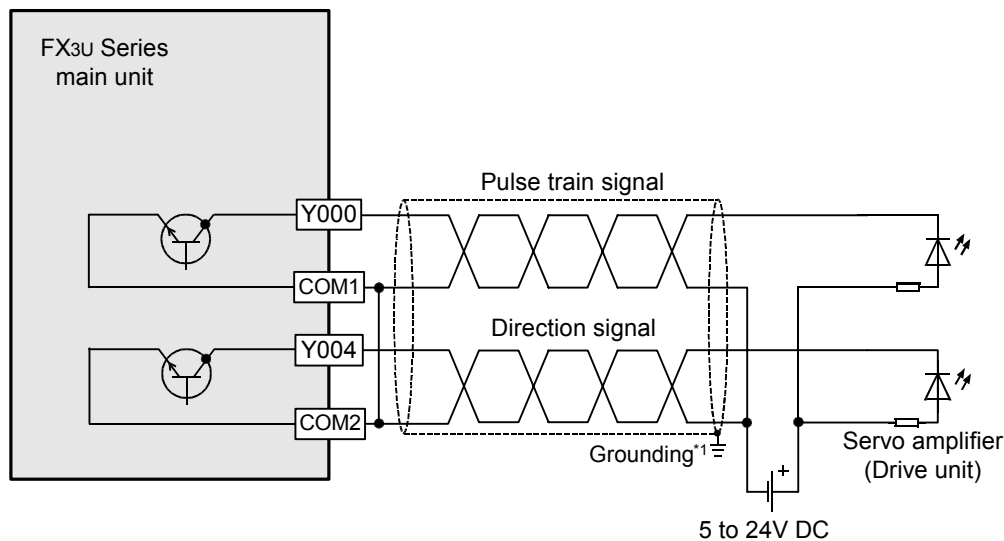 FX3U Series
main unit
Pulse train signal
Y000
COM1
Direction signal
Y004
COM2
Grounding*1
Servo amplifier
(Drive unit)
+
5 to 24V DC